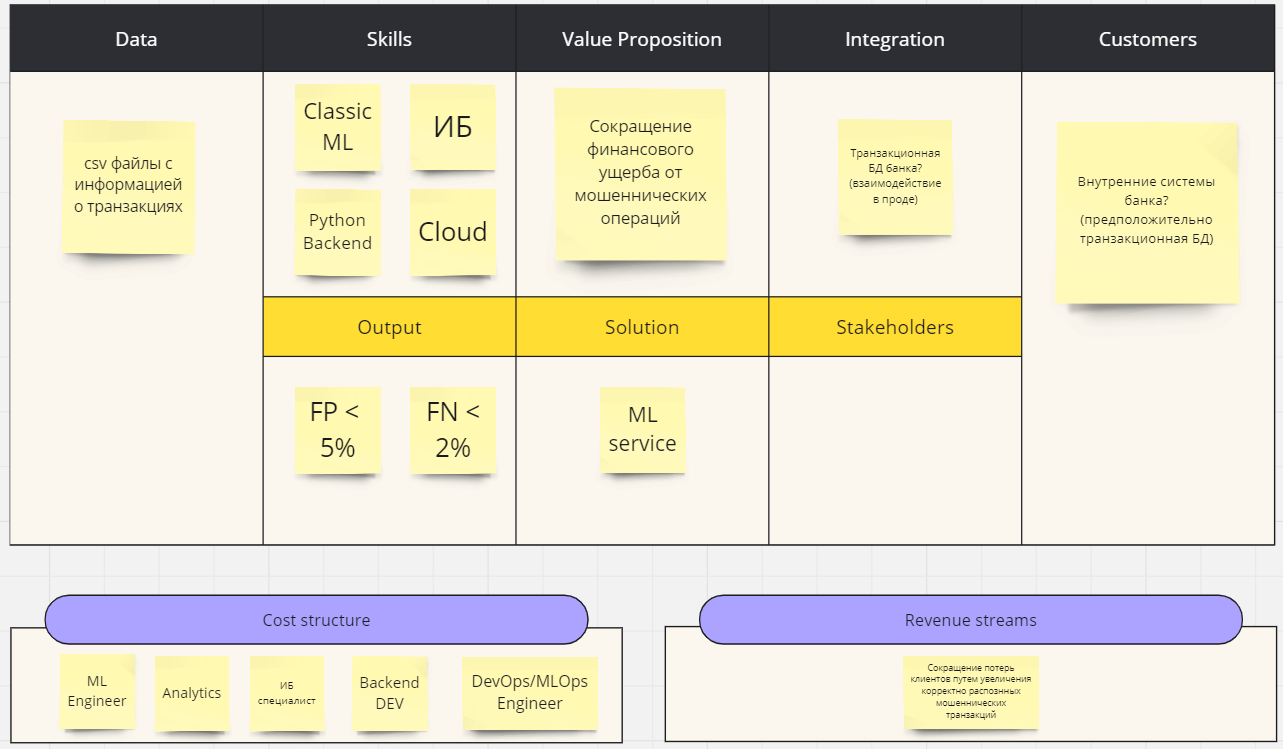 Data
Skills
Value Proposition
Integration
Customers
csv файлы с
информацией
о транзакциях
Classic
ML
ИБ
Python
Backend
Cloud
Сокращение
финансового
ущерба от
мошеннических
операций
Транзакционная
БД банка?
(взаимодействие
в проде)
Внутренние системы
банка?
(предположительно
транзакционная БД)
Output
Solution
Stakeholders
FP <
5%
FN <
2%
ML
service
Cost structure
ML
Engineer
Analytics
ИБ
специалист
Backend
DEV
DevOps/MLOps
Engineer
Revenue streams
Сокращение потерь
клиентов путем увеличения
корректно распознных
мошеннических
транзакций